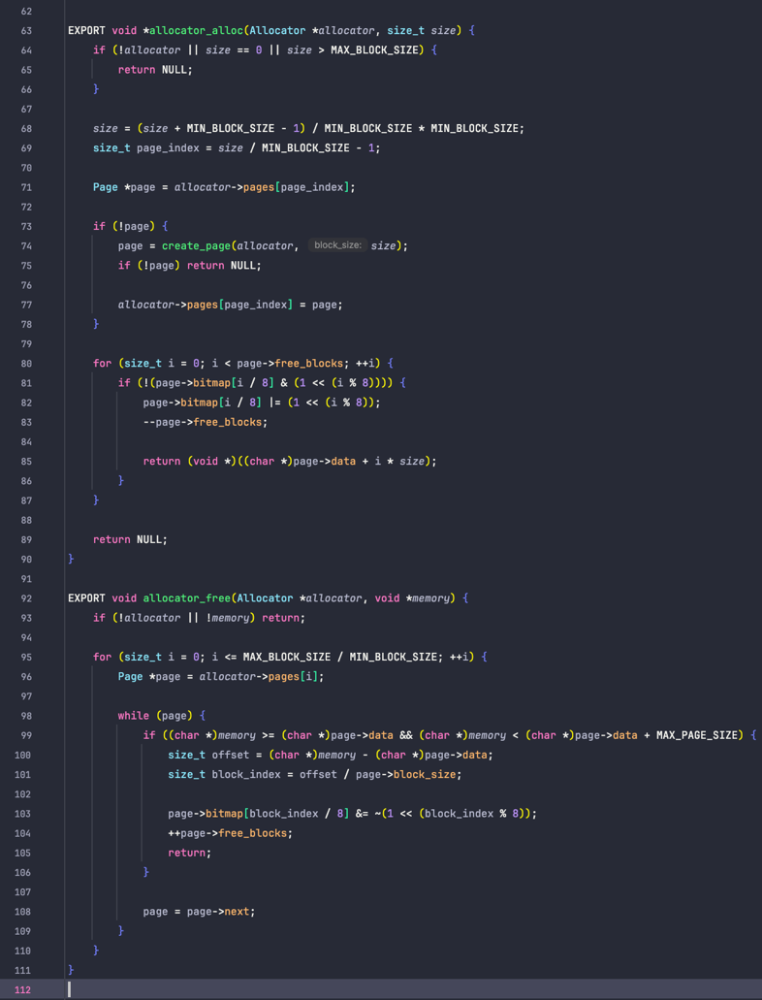 62
63 EXPORT void *allocator_alloc(Allocator *allocator, size_t size) {
64     if (!allocator || size == 0 || size > MAX_BLOCK_SIZE) {
65         return NULL;
66     }
67
68     size = (size + MIN_BLOCK_SIZE - 1) / MIN_BLOCK_SIZE * MIN_BLOCK_SIZE;
69     size_t page_index = size / MIN_BLOCK_SIZE - 1;
70
71     Page *page = allocator->pages[page_index];
72
73     if (!page) {
74         page = create_page(allocator, block_size: size);
75         if (!page) return NULL;
76
77         allocator->pages[page_index] = page;
78     }
79
80     for (size_t i = 0; i < page->free_blocks; ++i) {
81         if (!(page->bitmap[i / 8] & (1 << (i % 8)))) {
82             page->bitmap[i / 8] |= (1 << (i % 8));
83             --page->free_blocks;
84
85             return (void *)((char *)page->data + i * size);
86         }
87     }
88
89     return NULL;
90 }
91
92 EXPORT void allocator_free(Allocator *allocator, void *memory) {
93     if (!allocator || !memory) return;
94
95     for (size_t i = 0; i <= MAX_BLOCK_SIZE / MIN_BLOCK_SIZE; ++i) {
96         Page *page = allocator->pages[i];
97
98         while (page) {
99             if ((char *)memory >= (char *)page->data && (char *)memory < (char *)page->data + MAX_PAGE_SIZE) {
100                 size_t offset = (char *)memory - (char *)page->data;
101                 size_t block_index = offset / page->block_size;
102
103                 page->bitmap[block_index / 8] &= ~(1 << (block_index % 8));
104                 ++page->free_blocks;
105                 return;
106             }
107
108             page = page->next;
109         }
110     }
111 }
112